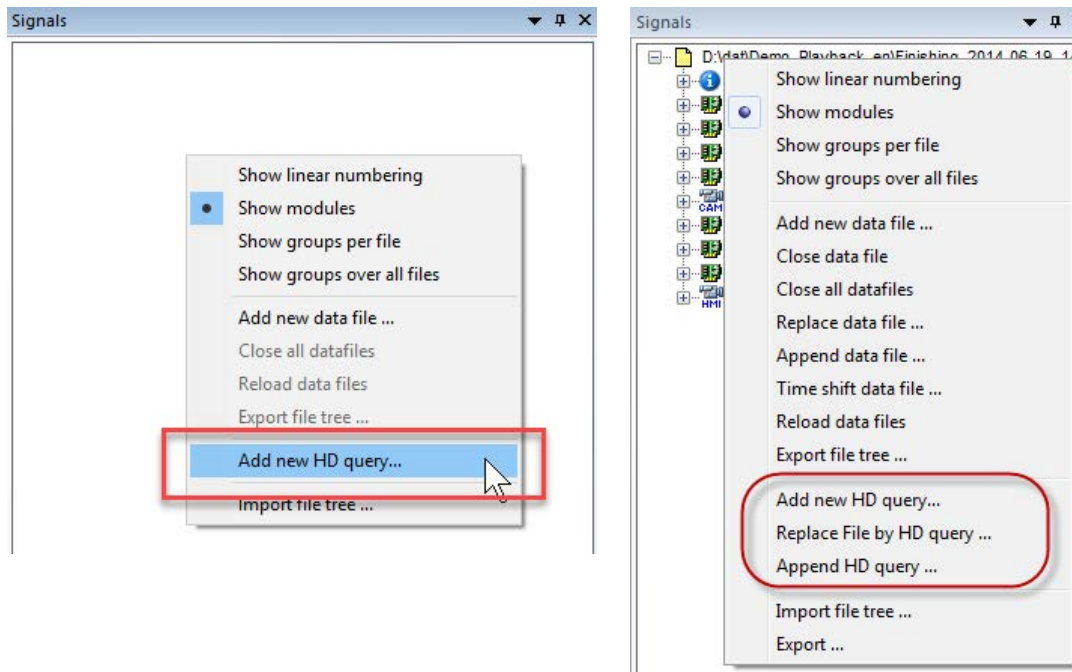 Signals
Show linear numbering
Show modules
Show groups per file
Show groups over all files
Add new data file ...
Close all datafiles
Reload data files
Export file tree ...
Add new HD query...
Import file tree ...
Signals
D:\dat\Demo_Playback_en\Finishing_2014_06_19_14
Show linear numbering
Show modules
Show groups per file
Show groups over all files
CAM
HMI
Add new data file ...
Close data file
Close all datafiles
Replace data file ...
Append data file ...
Time shift data file ...
Reload data files
Export file tree ...
Add new HD query...
Replace File by HD query ...
Append HD query ...
Import file tree ...
Export ...